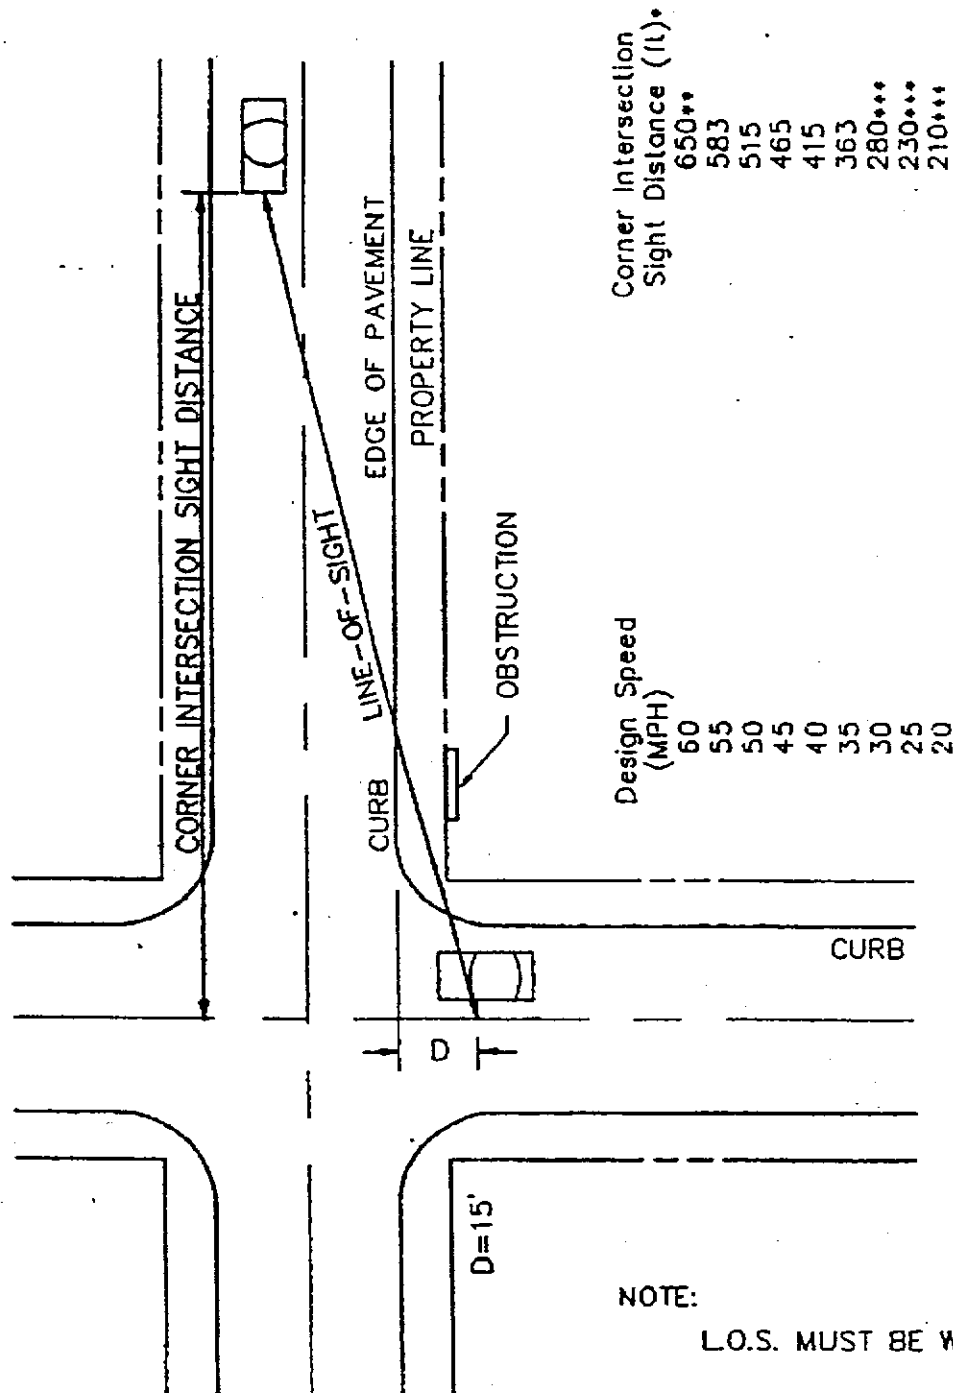 CORNER INTERSECTION SIGHT DISTANCE
LINE-OF-SIGHT
EDGE OF PAVEMENT
PROPERTY LINE
CURB
OBSTRUCTION
CURB
D
D=15'
Design Speed
(MPH)
60
55
50
45
40
35
30
25
20
Corner Intersection
Sight Distance (ft)*
650**
583
515
465
415
363
280***
230***
210***
NOTE:
L.O.S. MUST BE